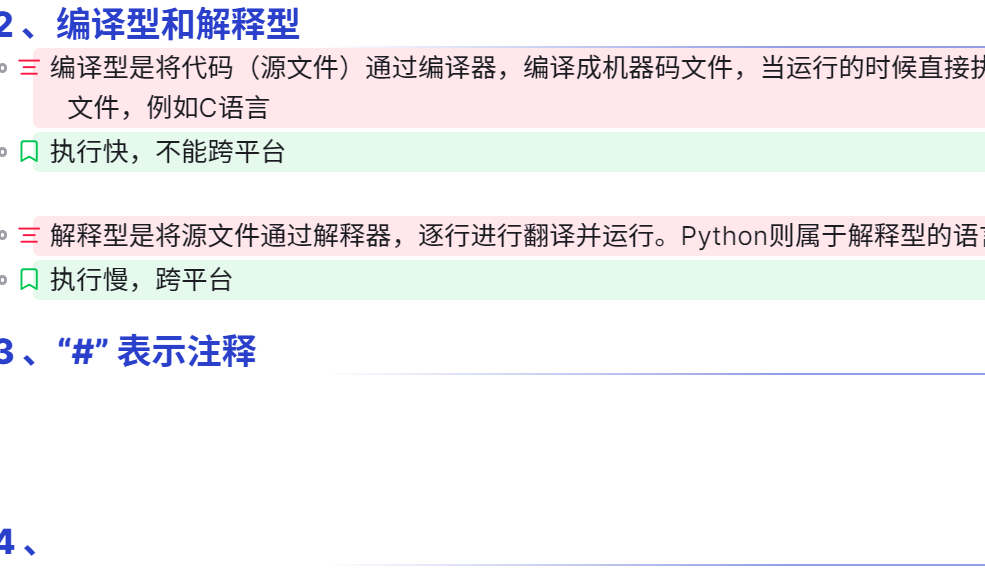 2、编译型和解释型
编译型是将代码（源文件）通过编译器，编译成机器码文件，当运行的时候直接执
文件，例如C语言
执行快，不能跨平台
解释型是将源文件通过解释器，逐行进行翻译并运行。Python则属于解释型的语言
执行慢，跨平台
3、“#” 表示注释
4、